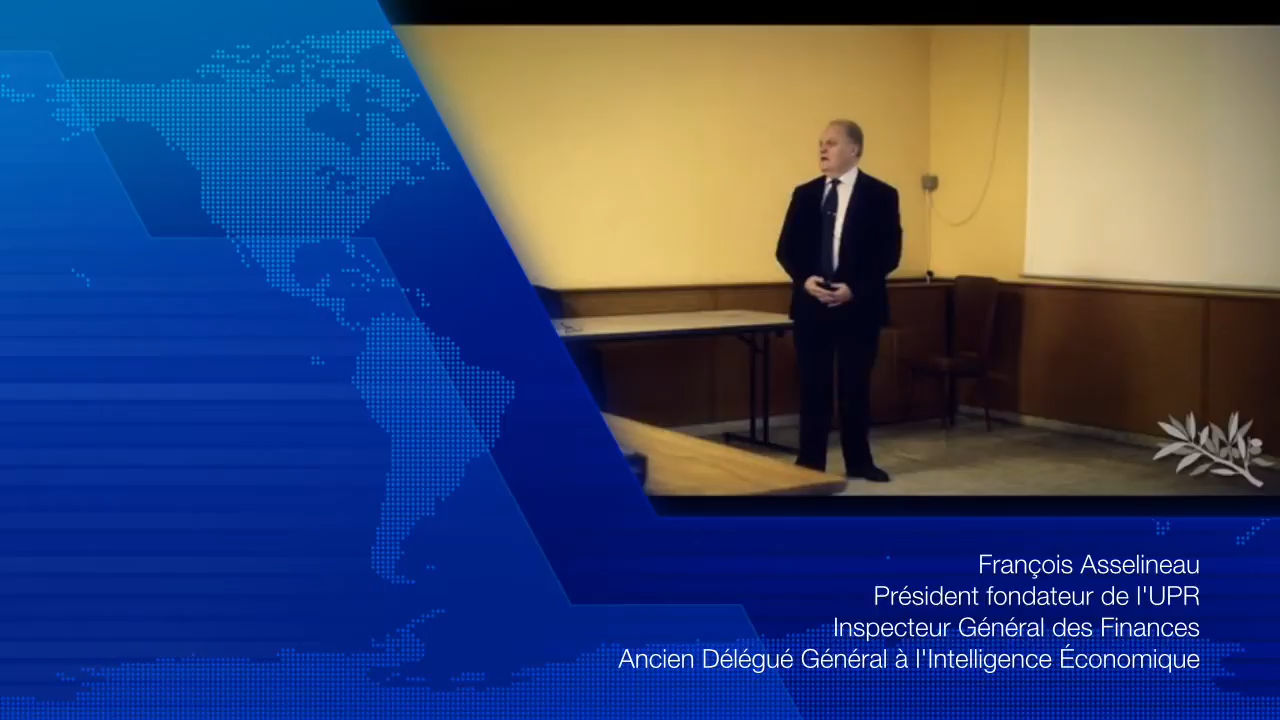 François Asselineau
Président fondateur de l'UPR
Inspecteur Général des Finances
Ancien Délégué Général à l'Intelligence Économique